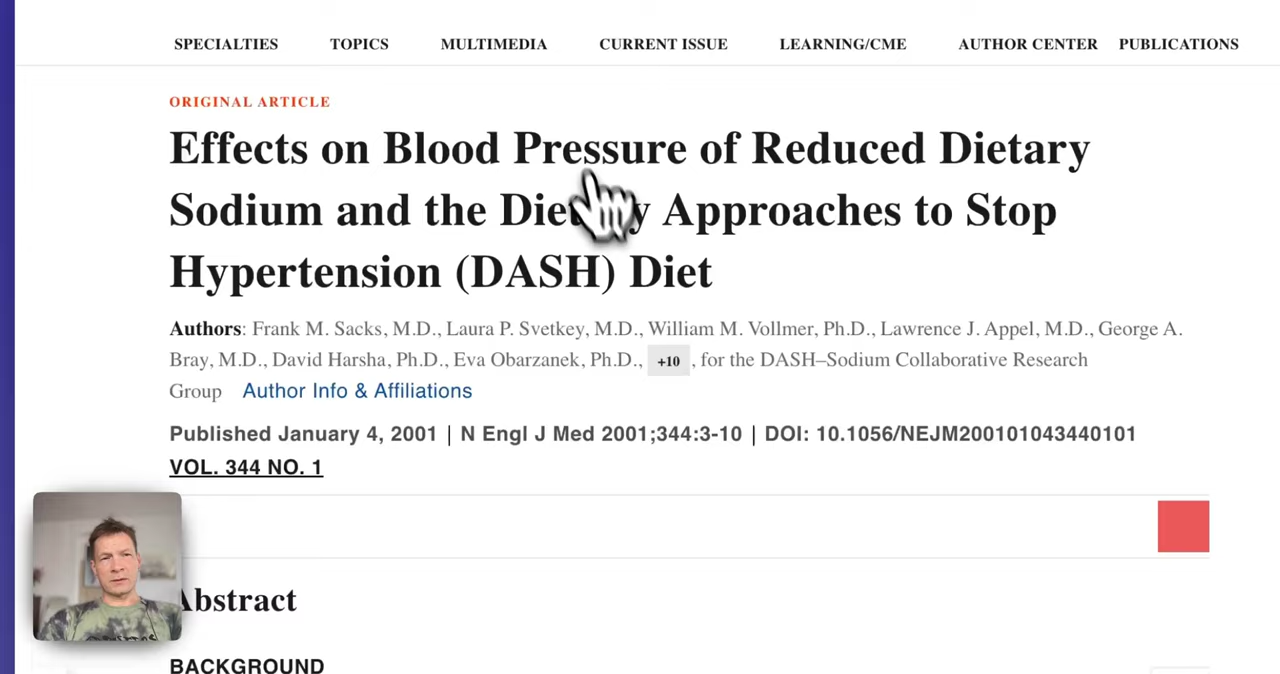 SPECIALTIES TOPICS MULTIMEDIA CURRENT ISSUE LEARNING/CME AUTHOR CENTER PUBLICATIONS
ORIGINAL ARTICLE
Effects on Blood Pressure of Reduced Dietary
Sodium and the Dietary Approaches to Stop
Hypertension (DASH) Diet
Authors: Frank M. Sacks, M.D., Laura P. Svetkey, M.D., William M. Vollmer, Ph.D., Lawrence J. Appel, M.D., George A.
Bray, M.D., David Harsha, Ph.D., Eva Obarzanek, Ph.D., +10 , for the DASH–Sodium Collaborative Research
Group Author Info & Affiliations
Published January 4, 2001 | N Engl J Med 2001;344:3-10 | DOI: 10.1056/NEJM200101043440101
VOL. 344 NO. 1
Abstract
BACKGROUND